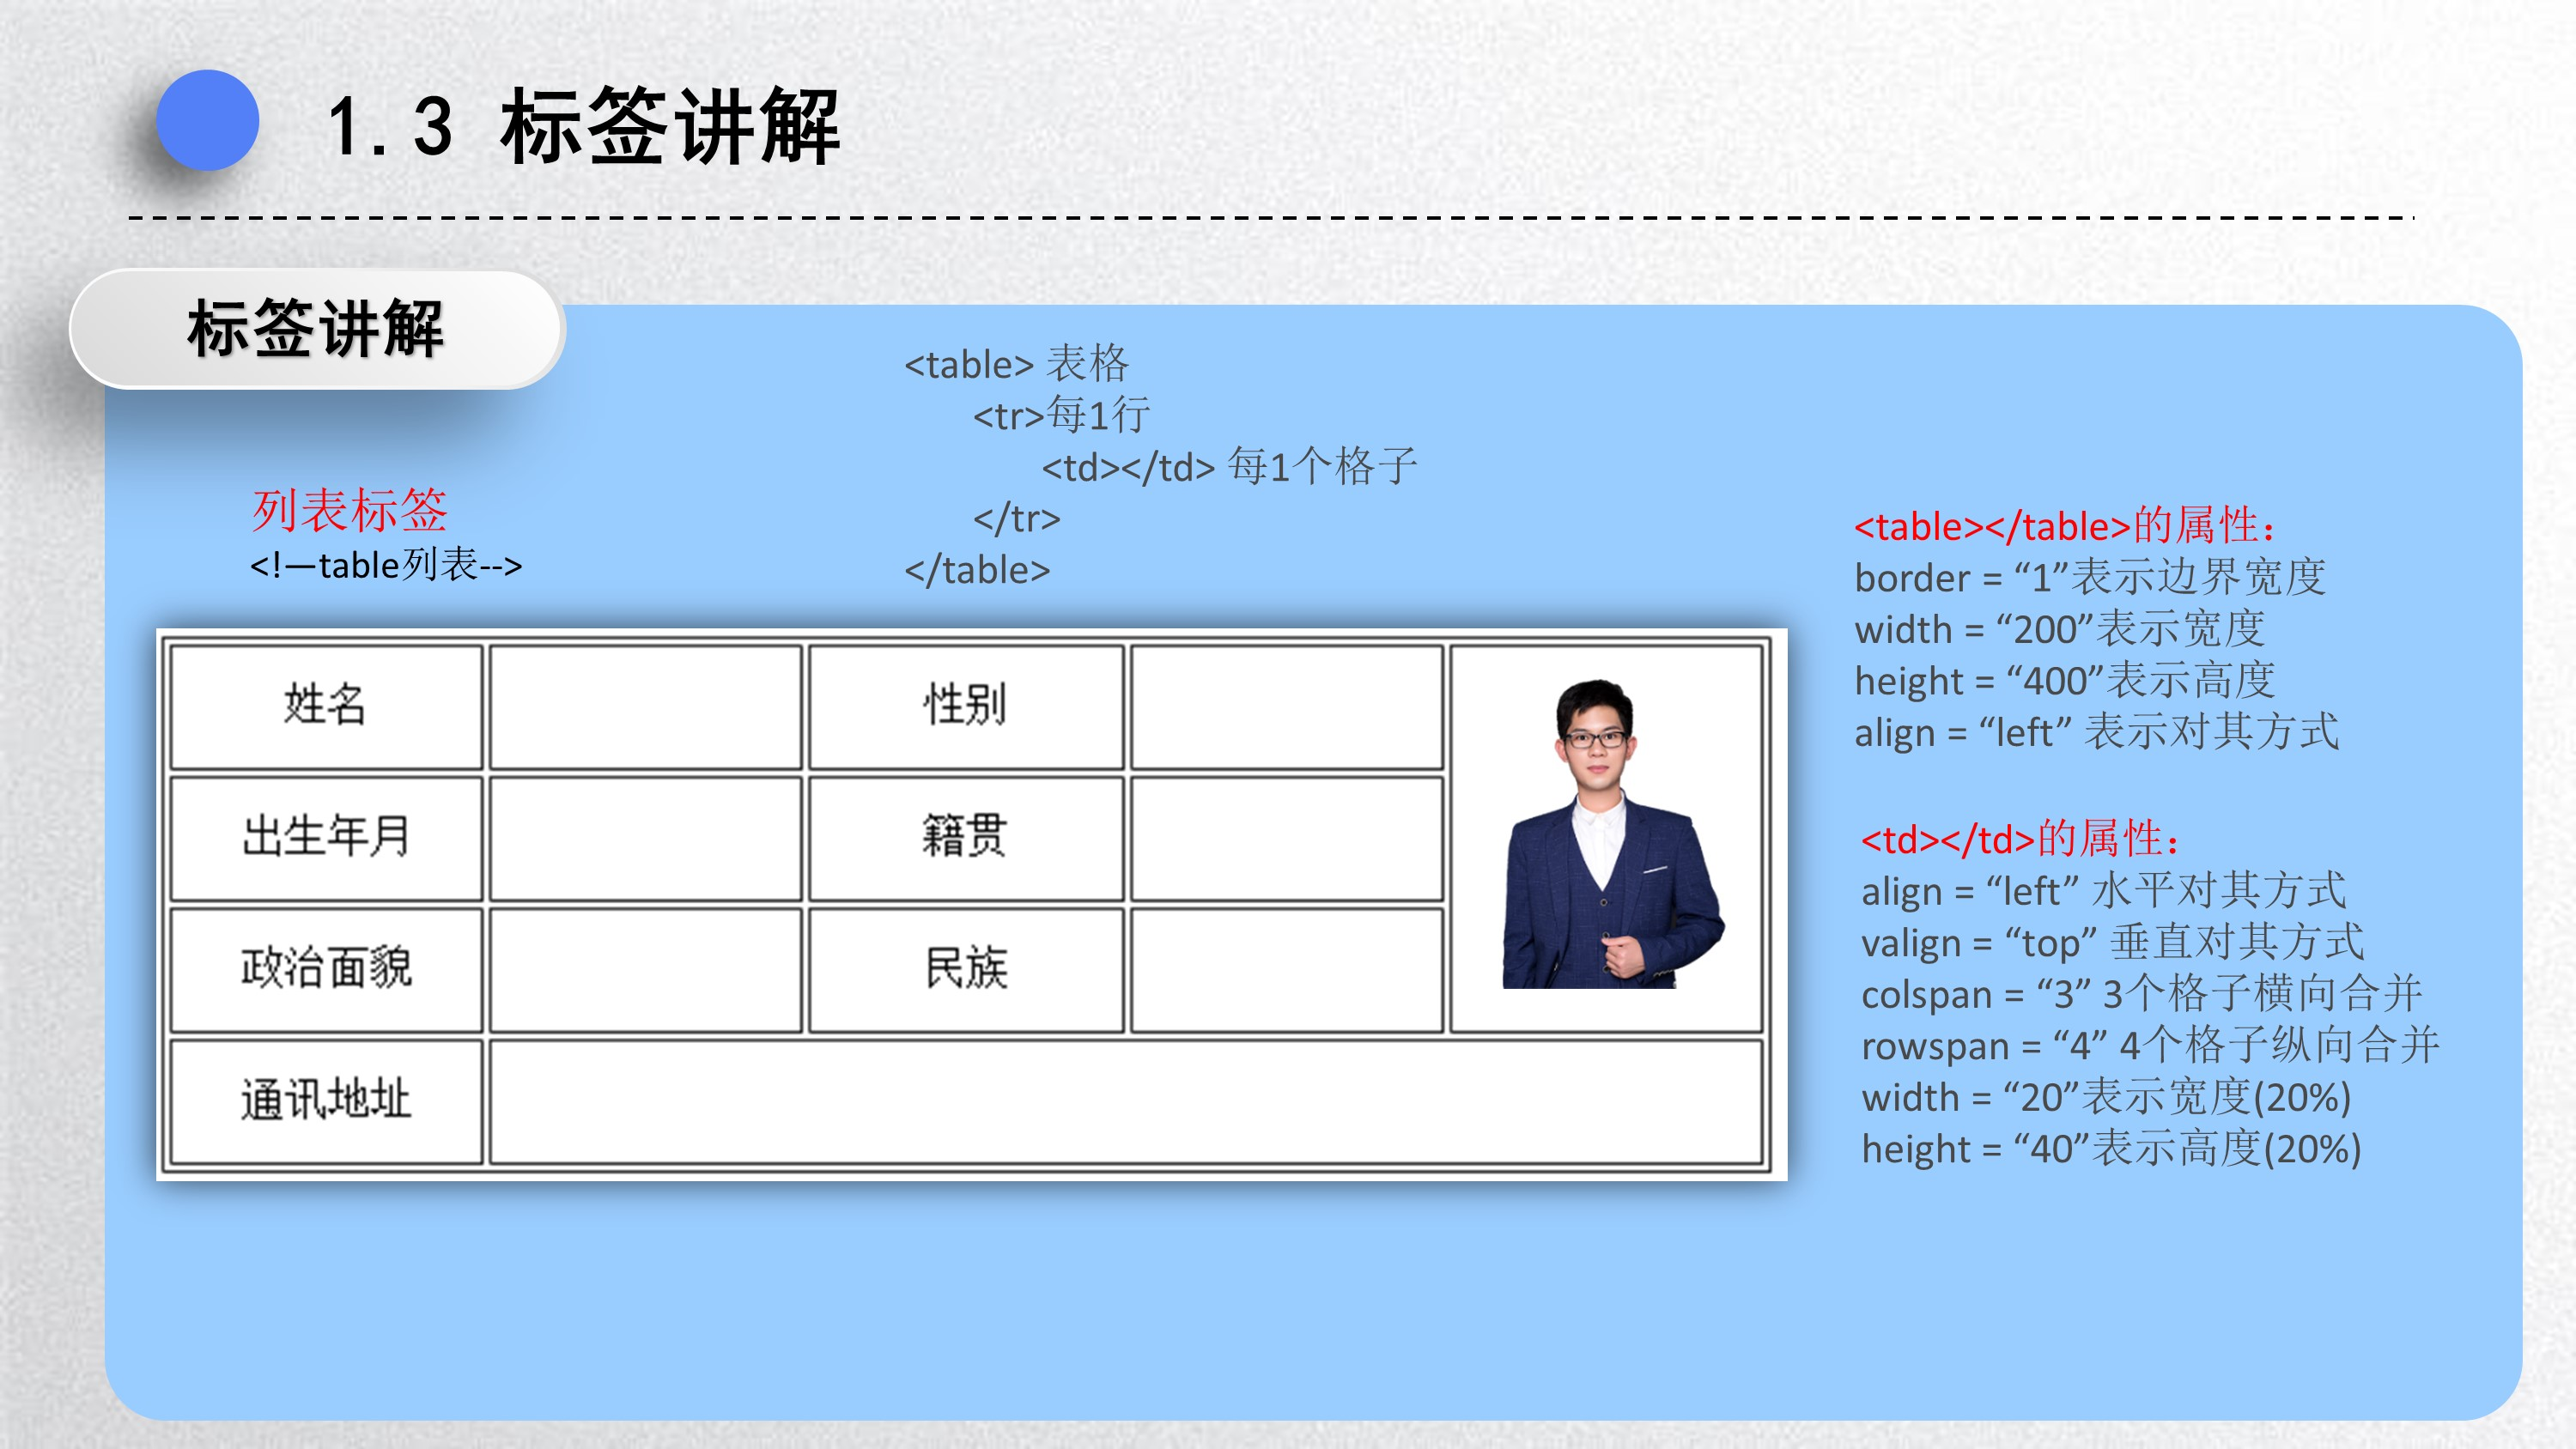 1.3 标签讲解
标签讲解
<table> 表格
<tr>每1行
<td></td> 每1个格子
</tr>
</table>
列表标签
<!—table列表-->
姓名 性别
出生年月 籍贯
政治面貌 民族
通讯地址
<table></table>的属性：
border = “1”表示边界宽度
width = “200”表示宽度
height = “400”表示高度
align = “left” 表示对其方式
<td></td>的属性：
align = “left” 水平对其方式
valign = “top” 垂直对其方式
colspan = “3” 3个格子横向合并
rowspan = “4” 4个格子纵向合并
width = “20”表示宽度(20%)
height = “40”表示高度(20%)